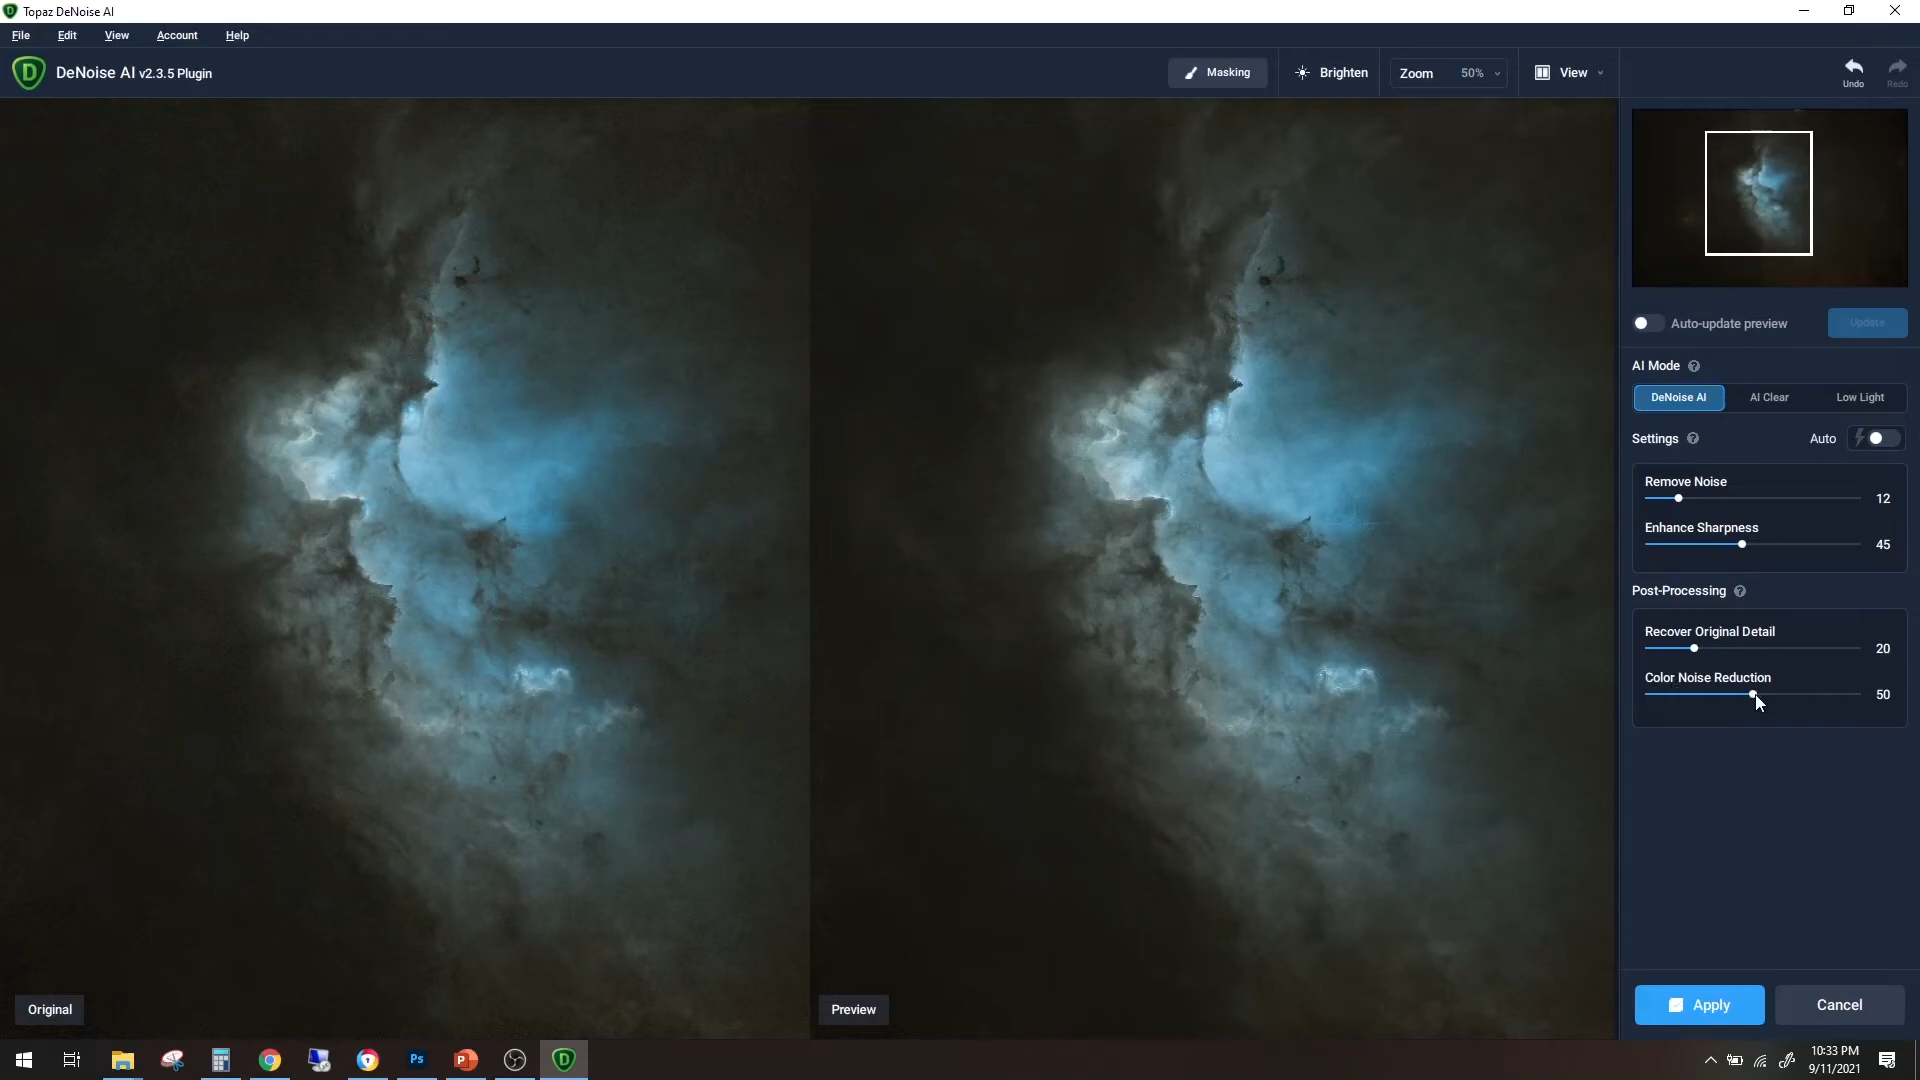 Topaz DeNoise AI
File Edit View Account Help
DeNoise AI v2.3.5 Plugin
Masking Brighten Zoom 50% View Undo Redo
Auto-update preview Update
AI Mode
DeNoise AI AI Clear Low Light
Settings Auto
Remove Noise
12
Enhance Sharpness
45
Post-Processing
Recover Original Detail
20
Color Noise Reduction
50
Original Preview
Apply Cancel
10:33 PM
9/11/2021